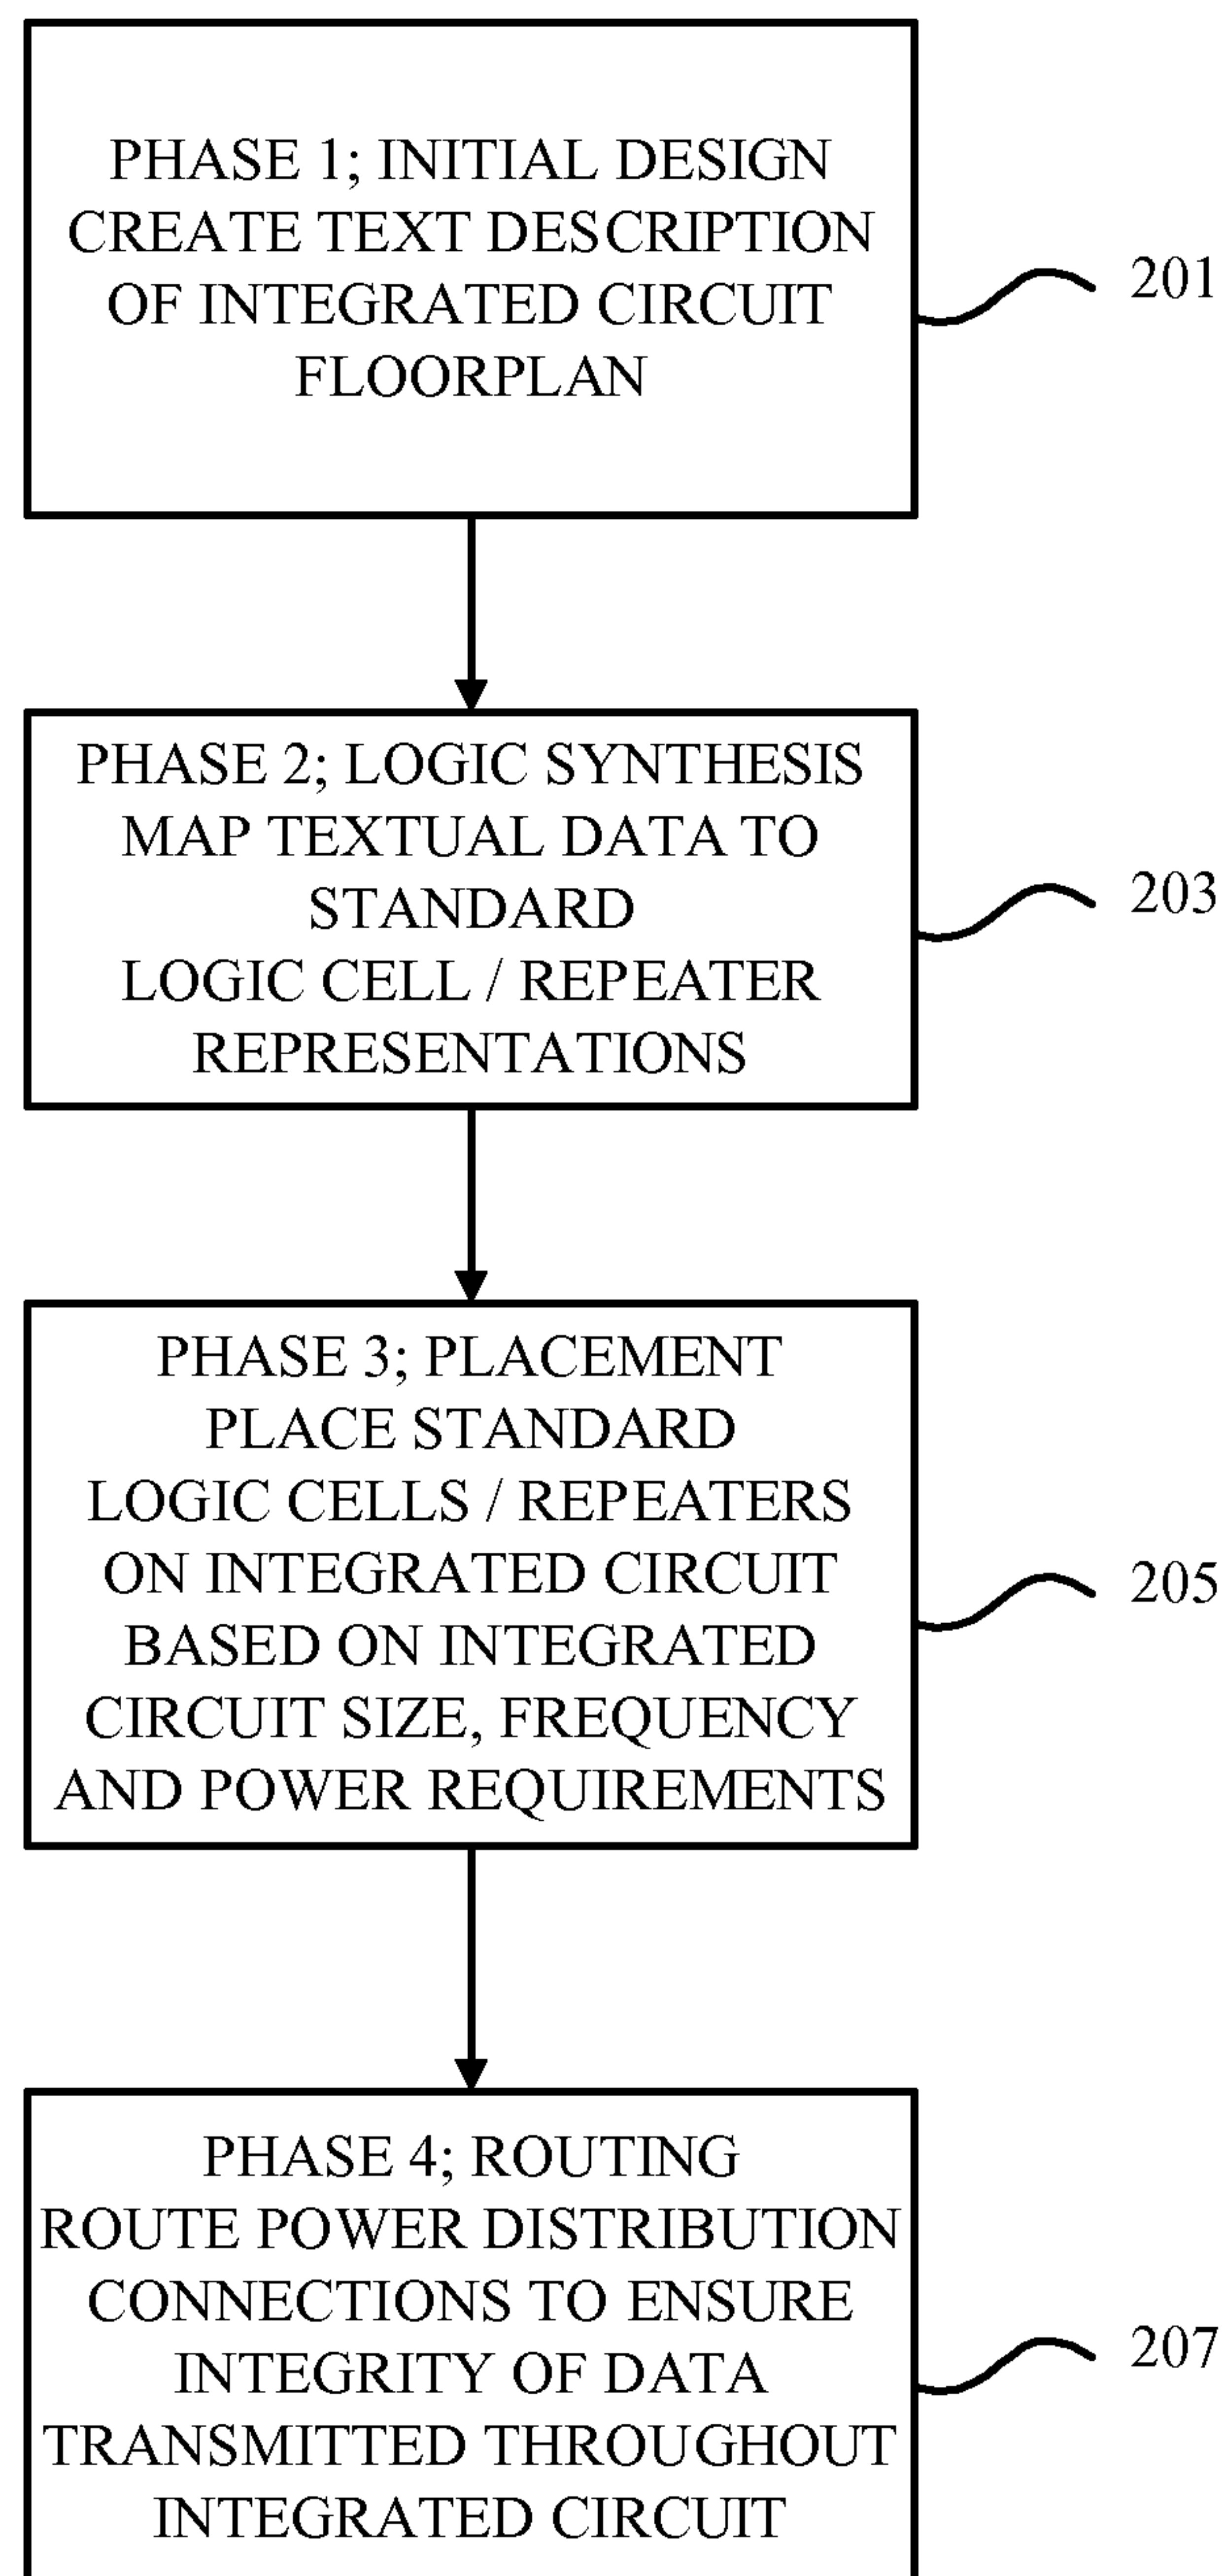 PHASE 1; INITIAL DESIGN
CREATE TEXT DESCRIPTION
OF INTEGRATED CIRCUIT
FLOORPLAN
201
PHASE 2; LOGIC SYNTHESIS
MAP TEXTUAL DATA TO
STANDARD
LOGIC CELL / REPEATER
REPRESENTATIONS
203
PHASE 3; PLACEMENT
PLACE STANDARD
LOGIC CELLS / REPEATERS
ON INTEGRATED CIRCUIT
BASED ON INTEGRATED
CIRCUIT SIZE, FREQUENCY
AND POWER REQUIREMENTS
205
PHASE 4; ROUTING
ROUTE POWER DISTRIBUTION
CONNECTIONS TO ENSURE
INTEGRITY OF DATA
TRANSMITTED THROUGHOUT
INTEGRATED CIRCUIT
207